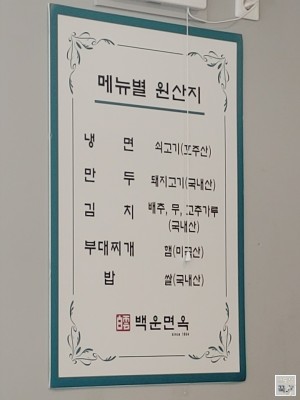 메뉴별 원산지
냉 면 쇠고기(호주산)
만 두 돼지고기(국내산)
김 치 배추, 무, 고추가루
(국내산)
부대찌개 햄(미국산)
밥 쌀(국내산)
백운면옥
since 1954